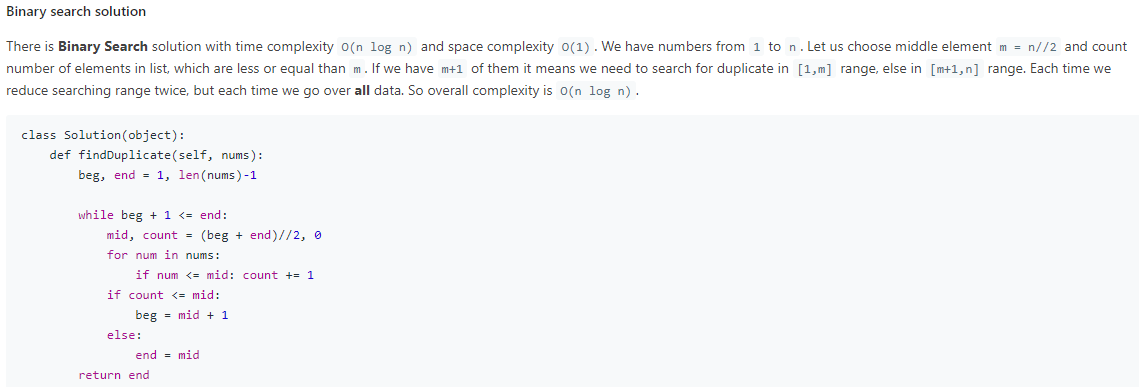 Binary search solution
There is Binary Search solution with time complexity O(n log n) and space complexity O(1). We have numbers from 1 to n. Let us choose middle element m = n//2 and count
number of elements in list, which are less or equal than m. If we have m+1 of them it means we need to search for duplicate in [1,m] range, else in [m+1,n] range. Each time we
reduce searching range twice, but each time we go over all data. So overall complexity is O(n log n).
class Solution(object):
    def findDuplicate(self, nums):
        beg, end = 1, len(nums)-1

        while beg + 1 <= end:
            mid, count = (beg + end)//2, 0
            for num in nums:
                if num <= mid: count += 1
            if count <= mid:
                beg = mid + 1
            else:
                end = mid
        return end